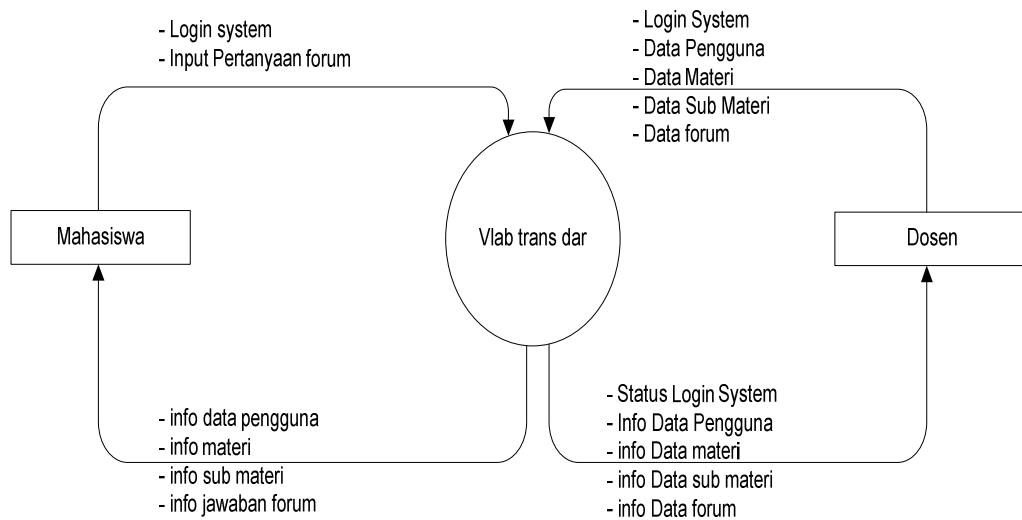 - Login system
- Input Pertanyaan forum
- Login System
- Data Pengguna
- Data Materi
- Data Sub Materi
- Data forum
Mahasiswa
Vlab trans dar
Dosen
- info data pengguna
- info materi
- info sub materi
- info jawaban forum
- Status Login System
- Info Data Pengguna
- info Data materi
- info Data sub materi
- info Data forum